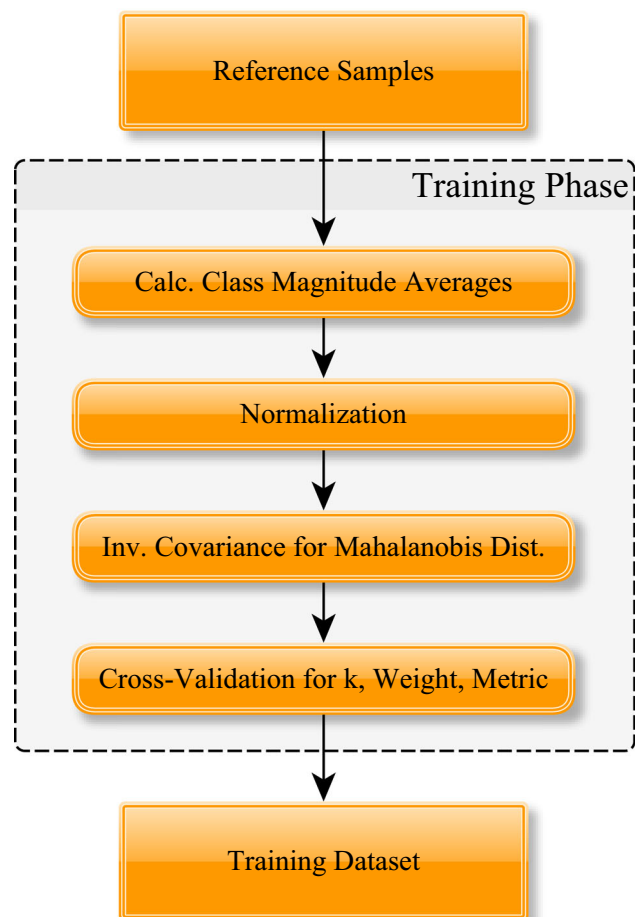 Reference Samples
Training Phase
Calc. Class Magnitude Averages
Normalization
Inv. Covariance for Mahalanobis Dist.
Cross-Validation for k, Weight, Metric
Training Dataset